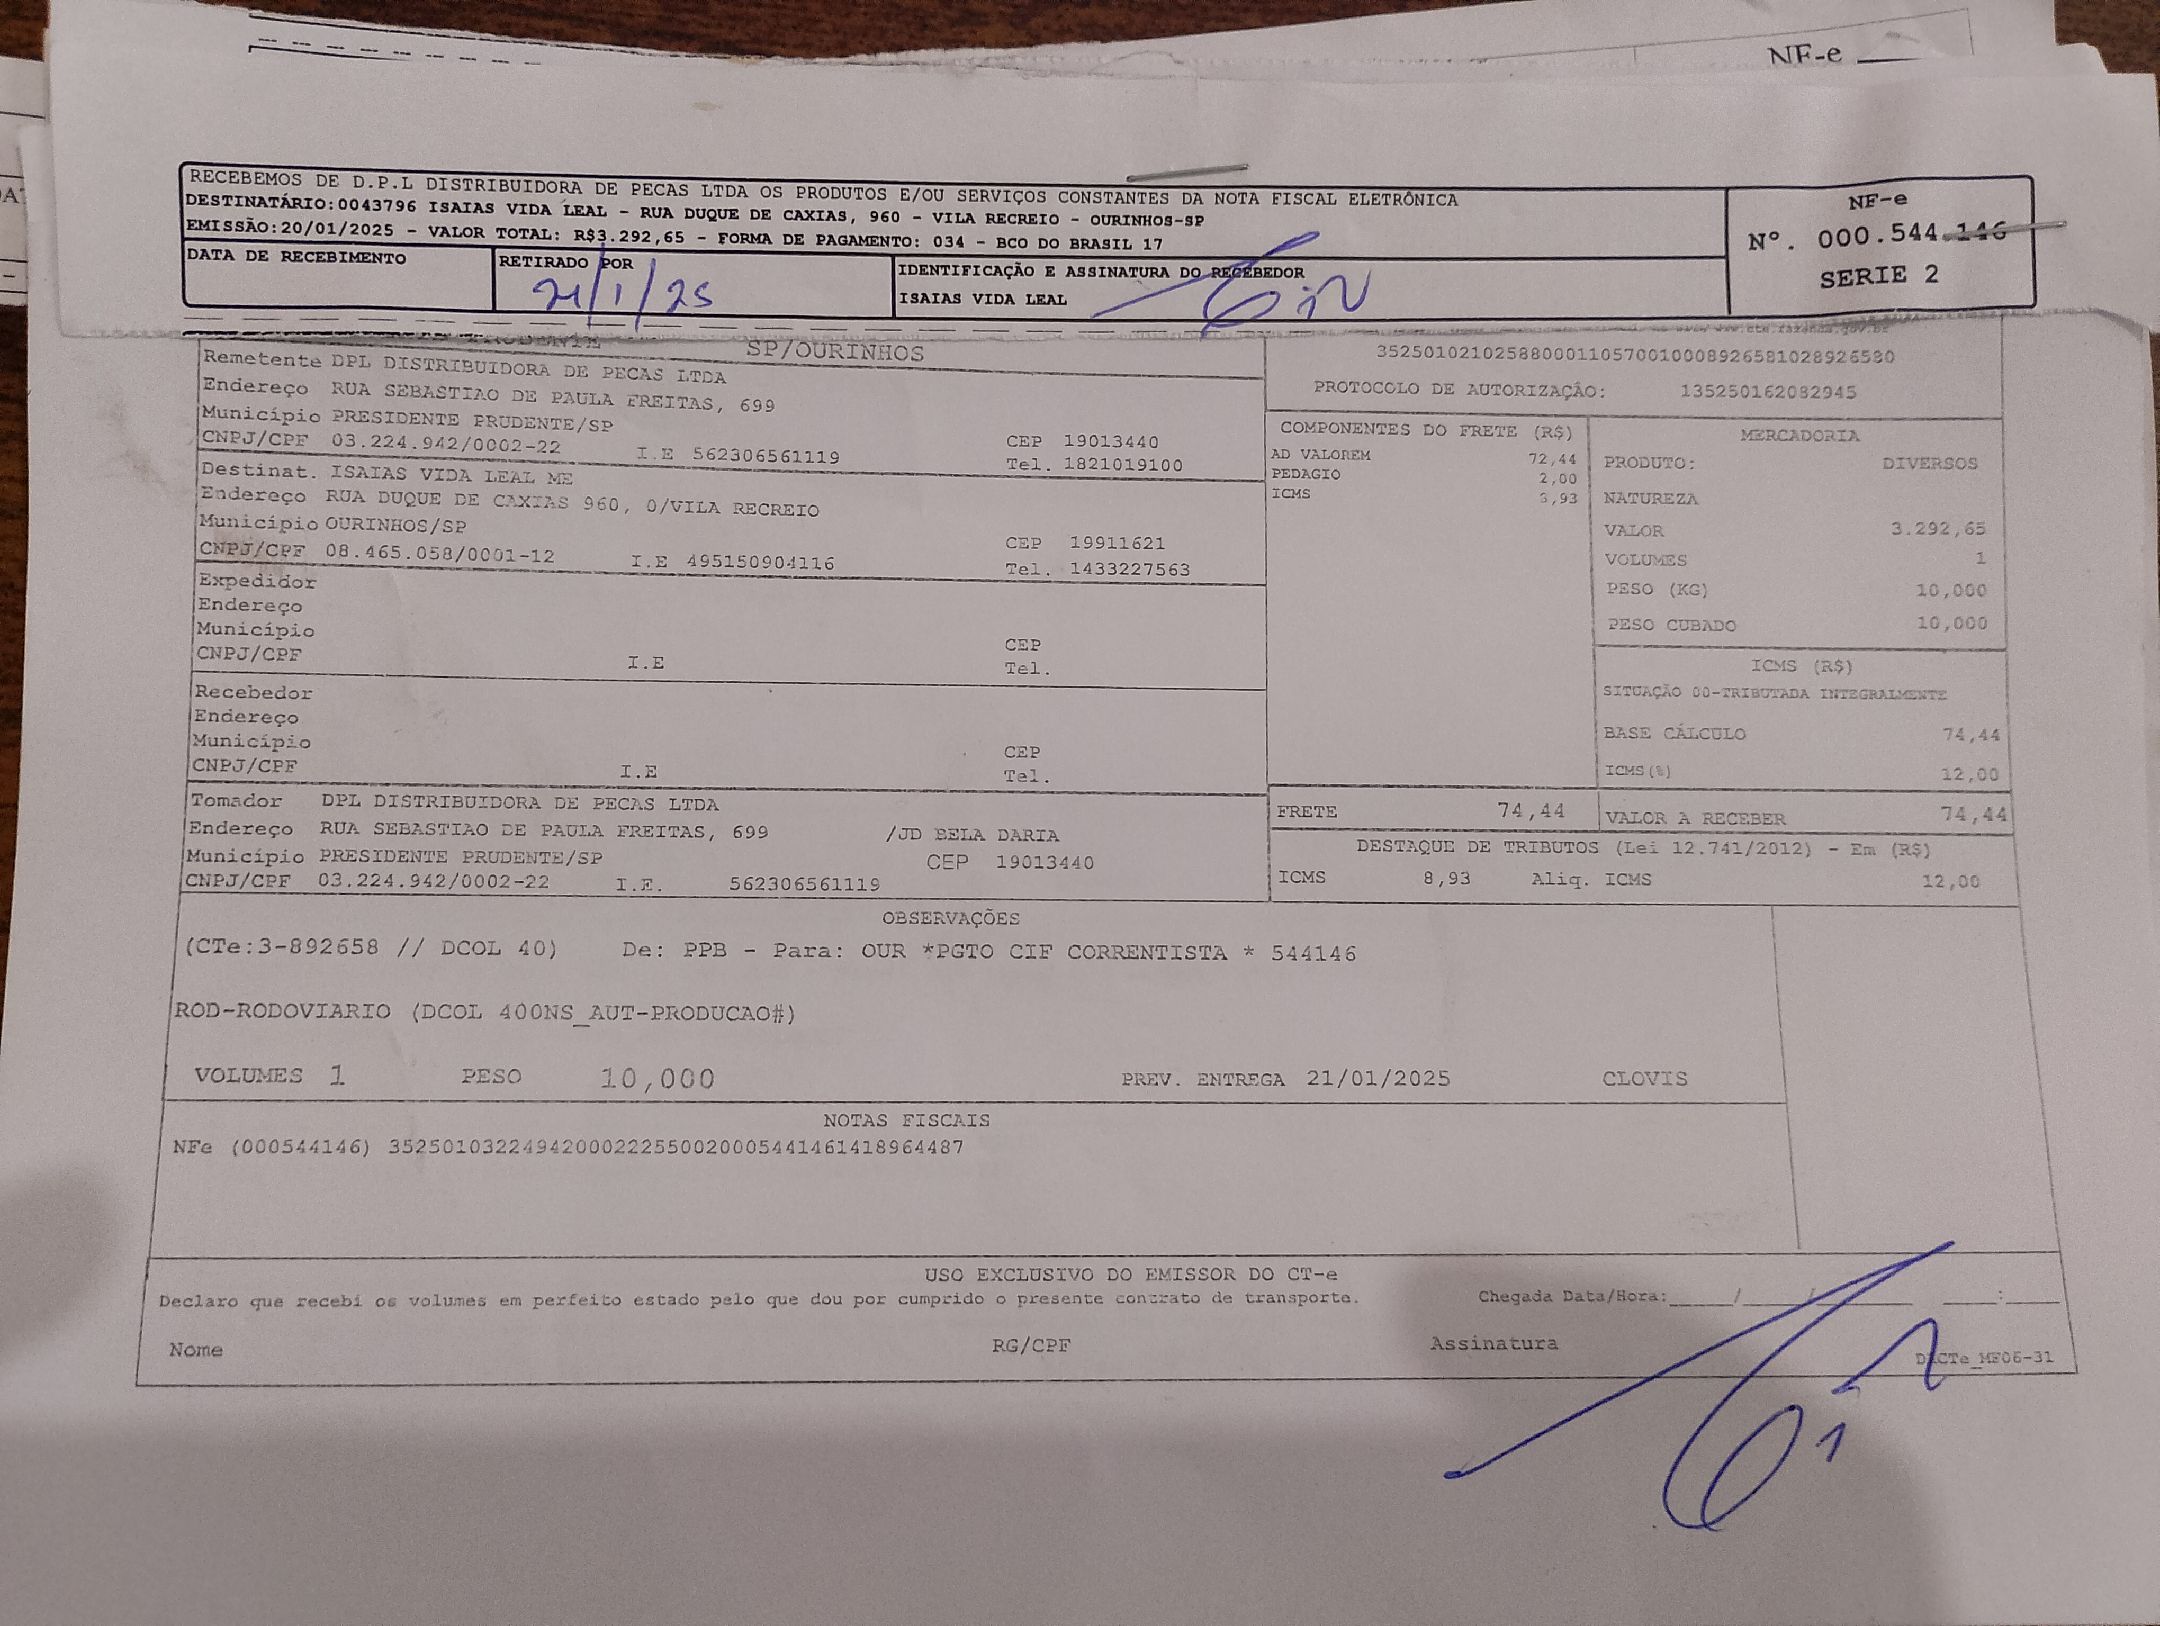 NF-e
RECEBEMOS DE D.P.L DISTRIBUIDORA DE PECAS LTDA OS PRODUTOS E/OU SERVIÇOS CONSTANTES DA NOTA FISCAL ELETRÔNICA
DESTINATÁRIO:0043796 ISAIAS VIDA LEAL - RUA DUQUE DE CAXIAS, 960 - VILA RECREIO - OURINHOS-SP
EMISSÃO:20/01/2025 - VALOR TOTAL: R$3.292,65 - FORMA DE PAGAMENTO: 034 - BCO DO BRASIL 17
NF-e
Nº. 000.544.146
SERIE 2
DATA DE RECEBIMENTO
RETIRADO POR
21/1/25
IDENTIFICAÇÃO E ASSINATURA DO RECEBEDOR
ISAIAS VIDA LEAL
SP/OURINHOS
Remetente DPL DISTRIBUIDORA DE PECAS LTDA
Endereço RUA SEBASTIAO DE PAULA FREITAS, 699
Município PRESIDENTE PRUDENTE/SP
CNPJ/CPF 03.224.942/0002-22 I.E 562306561119
CEP 19013440
Tel. 1821019100
Destinat. ISAIAS VIDA LEAL ME
Endereço RUA DUQUE DE CAXIAS 960, 0/VILA RECREIO
Município OURINHOS/SP
CNPJ/CPF 08.465.058/0001-12 I.E 495150904116
CEP 19911621
Tel. 1433227563
Expedidor
Endereço
Município
CNPJ/CPF I.E
CEP
Tel.
Recebedor
Endereço
Município
CNPJ/CPF I.E
CEP
Tel.
Tomador DPL DISTRIBUIDORA DE PECAS LTDA
Endereço RUA SEBASTIAO DE PAULA FREITAS, 699 /JD BELA DARIA
Município PRESIDENTE PRUDENTE/SP CEP 19013440
CNPJ/CPF 03.224.942/0002-22 I.E. 562306561119
35250102102588000110570010008926581028926580
PROTOCOLO DE AUTORIZAÇÃO: 135250162082945
COMPONENTES DO FRETE (R$)
AD VALOREM 72,44
PEDAGIO 2,00
ICMS 8,93
MERCADORIA
PRODUTO: DIVERSOS
NATUREZA
VALOR 3.292,65
VOLUMES 1
PESO (KG) 10,000
PESO CUBADO 10,000
ICMS (R$)
SITUAÇÃO 00-TRIBUTADA INTEGRALMENTE
BASE CÁLCULO 74,44
ICMS(%) 12,00
FRETE 74,44
VALOR A RECEBER 74,44
DESTAQUE DE TRIBUTOS (Lei 12.741/2012) - Em (R$)
ICMS 8,93 Aliq. ICMS 12,00
OBSERVAÇÕES
(CTe:3-892658 // DCOL 40) De: PPB - Para: OUR *PGTO CIF CORRENTISTA * 544146
ROD-RODOVIARIO (DCOL 400NS_AUT-PRODUCAO#)
VOLUMES 1 PESO 10,000 PREV. ENTREGA 21/01/2025 CLOVIS
NOTAS FISCAIS
NFe (000544146) 35250103224942000222550020005441461418964487
USO EXCLUSIVO DO EMISSOR DO CT-e
Declaro que recebi os volumes em perfeito estado pelo que dou por cumprido o presente contrato de transporte.
Chegada Data/Hora:_____/_____/_______ ____:____
Nome RG/CPF Assinatura